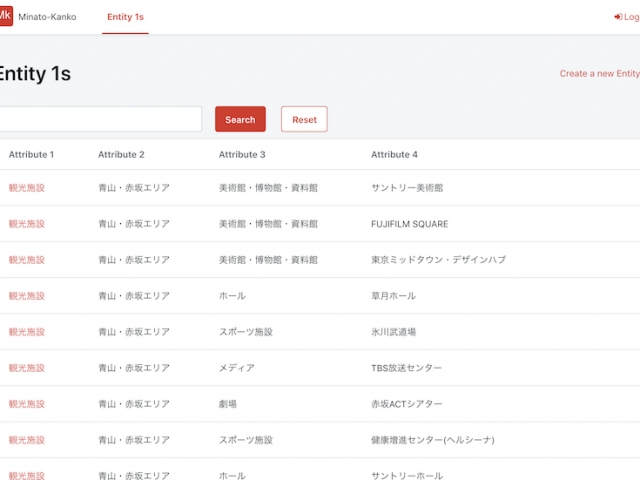 Mk Minato-Kanko Entity 1s Log
Entity 1s
Create a new Entity
Search Reset
Attribute 1 Attribute 2 Attribute 3 Attribute 4
観光施設 青山・赤坂エリア 美術館・博物館・資料館 サントリー美術館
観光施設 青山・赤坂エリア 美術館・博物館・資料館 FUJIFILM SQUARE
観光施設 青山・赤坂エリア 美術館・博物館・資料館 東京ミッドタウン・デザインハブ
観光施設 青山・赤坂エリア ホール 草月ホール
観光施設 青山・赤坂エリア スポーツ施設 氷川武道場
観光施設 青山・赤坂エリア メディア TBS放送センター
観光施設 青山・赤坂エリア 劇場 赤坂ACTシアター
観光施設 青山・赤坂エリア スポーツ施設 健康増進センター(ヘルシーナ)
観光施設 青山・赤坂エリア ホール サントリーホール